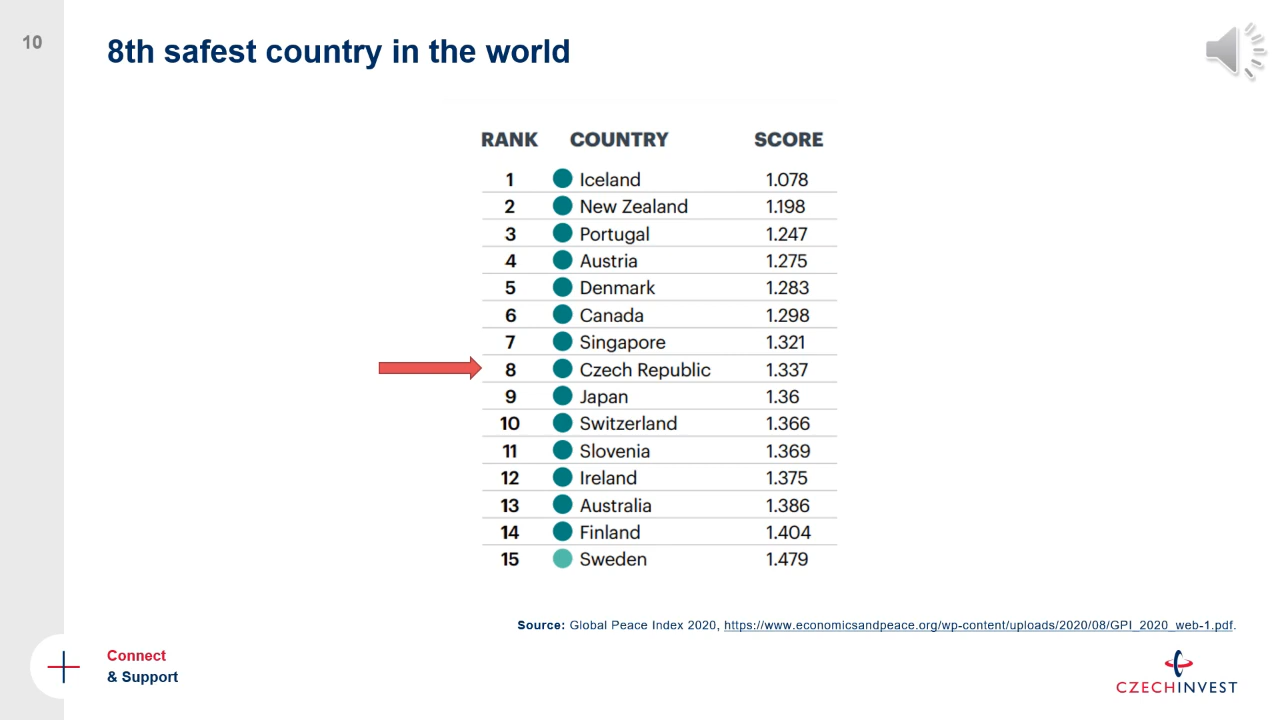 10
8th safest country in the world
RANK COUNTRY SCORE
1 Iceland 1.078
2 New Zealand 1.198
3 Portugal 1.247
4 Austria 1.275
5 Denmark 1.283
6 Canada 1.298
7 Singapore 1.321
8 Czech Republic 1.337
9 Japan 1.36
10 Switzerland 1.366
11 Slovenia 1.369
12 Ireland 1.375
13 Australia 1.386
14 Finland 1.404
15 Sweden 1.479
Source: Global Peace Index 2020, https://www.economicsandpeace.org/wp-content/uploads/2020/08/GPI_2020_web-1.pdf.
Connect
& Support
CZECHINVEST